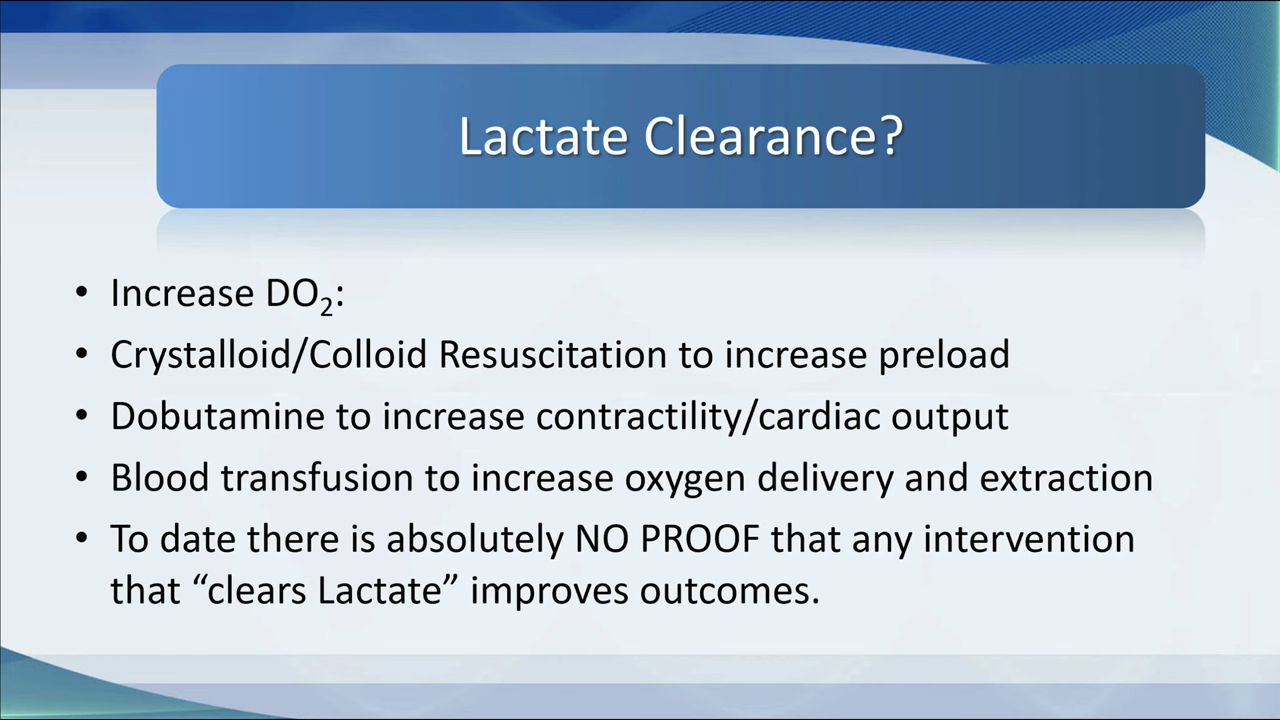 Lactate Clearance?
• Increase DO₂:
• Crystalloid/Colloid Resuscitation to increase preload
• Dobutamine to increase contractility/cardiac output
• Blood transfusion to increase oxygen delivery and extraction
• To date there is absolutely NO PROOF that any intervention
that “clears Lactate” improves outcomes.